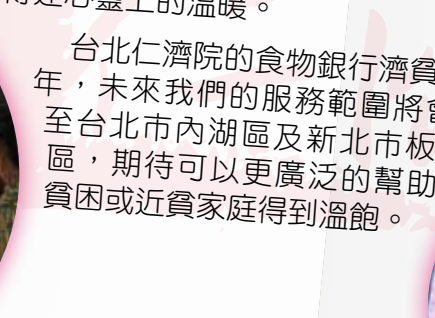 心靈上的溫暖。
台北仁濟院的食物銀行濟貧
年，未來我們的服務範圍將會
至台北市內湖區及新北市板
區，期待可以更廣泛的幫助
貧困或近貧家庭得到溫飽。